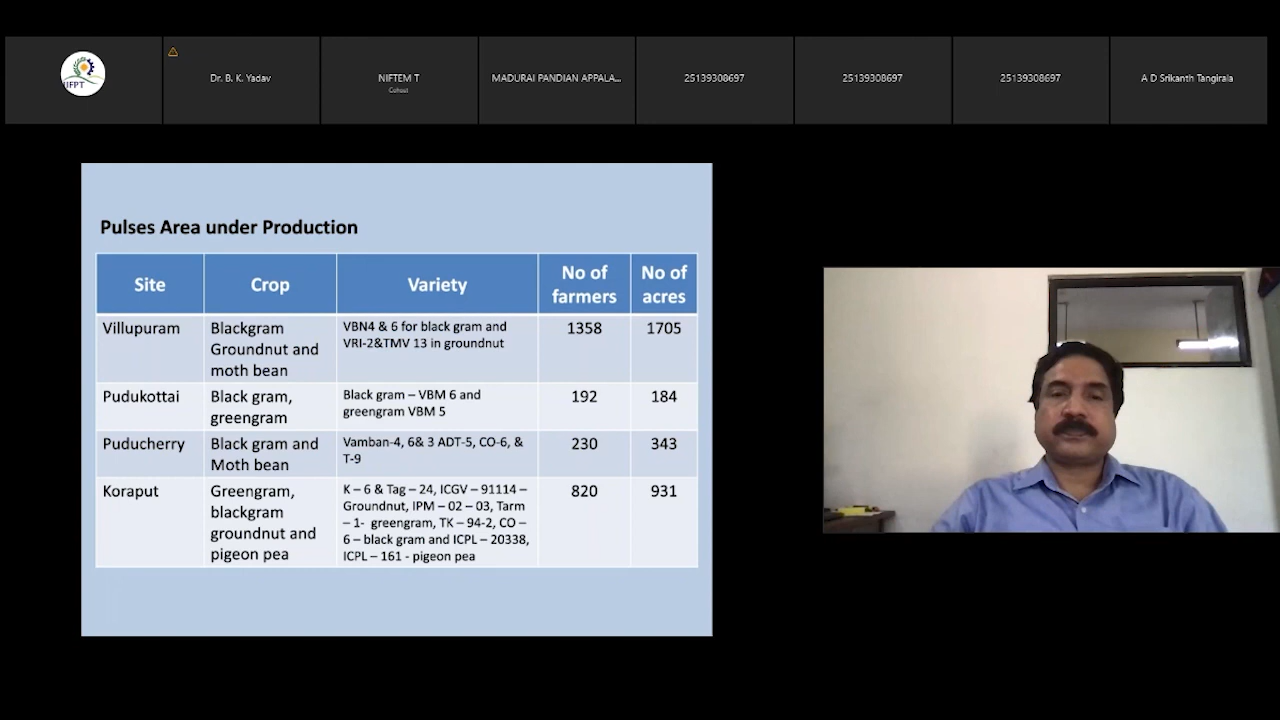 IIFPT
Dr. B. K. Yadav
NIFTEM T
Cohost
MADURAI PANDIAN APPALA...
25139308697
25139308697
25139308697
A D Srikanth Tangirala
Pulses Area under Production
Site
Crop
Variety
No of
farmers
No of
acres
Villupuram
Blackgram
Groundnut and
moth bean
VBN4 & 6 for black gram and
VRI-2&TMV 13 in groundnut
1358
1705
Pudukottai
Black gram,
greengram
Black gram – VBM 6 and
greengram VBM 5
192
184
Puducherry
Black gram and
Moth bean
Vamban-4, 6& 3 ADT-5, CO-6, &
T-9
230
343
Koraput
Greengram,
blackgram
groundnut and
pigeon pea
K – 6 & Tag – 24, ICGV – 91114 –
Groundnut, IPM – 02 – 03, Tarm
– 1- greengram, TK – 94-2, CO –
6 – black gram and ICPL – 20338,
ICPL – 161 - pigeon pea
820
931